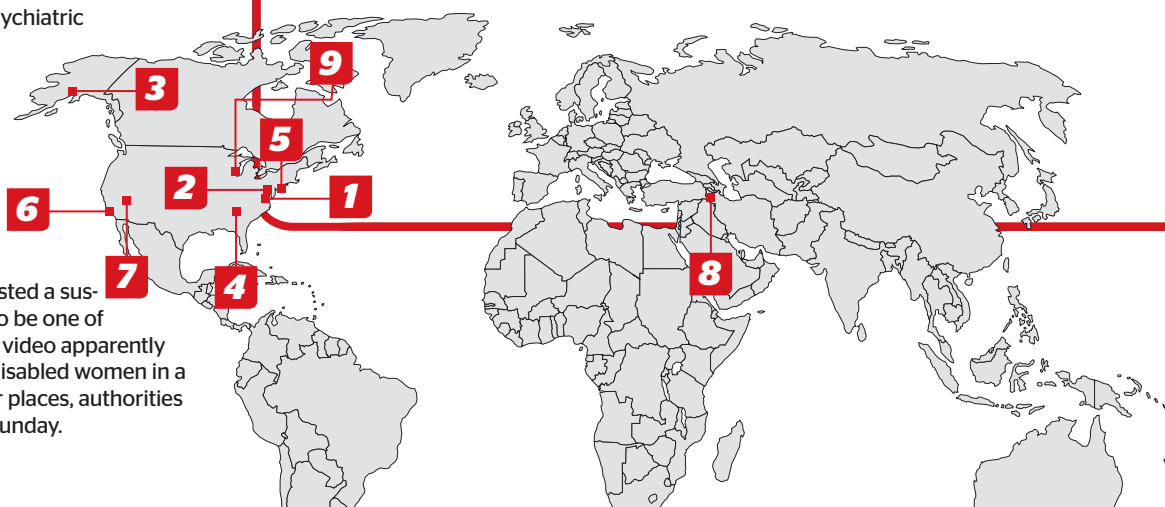 ychiatric
9
3
5
2
1
6
7
4
8
sted a sus-
o be one of
video apparently
isabled women in a
r places, authorities
unday.